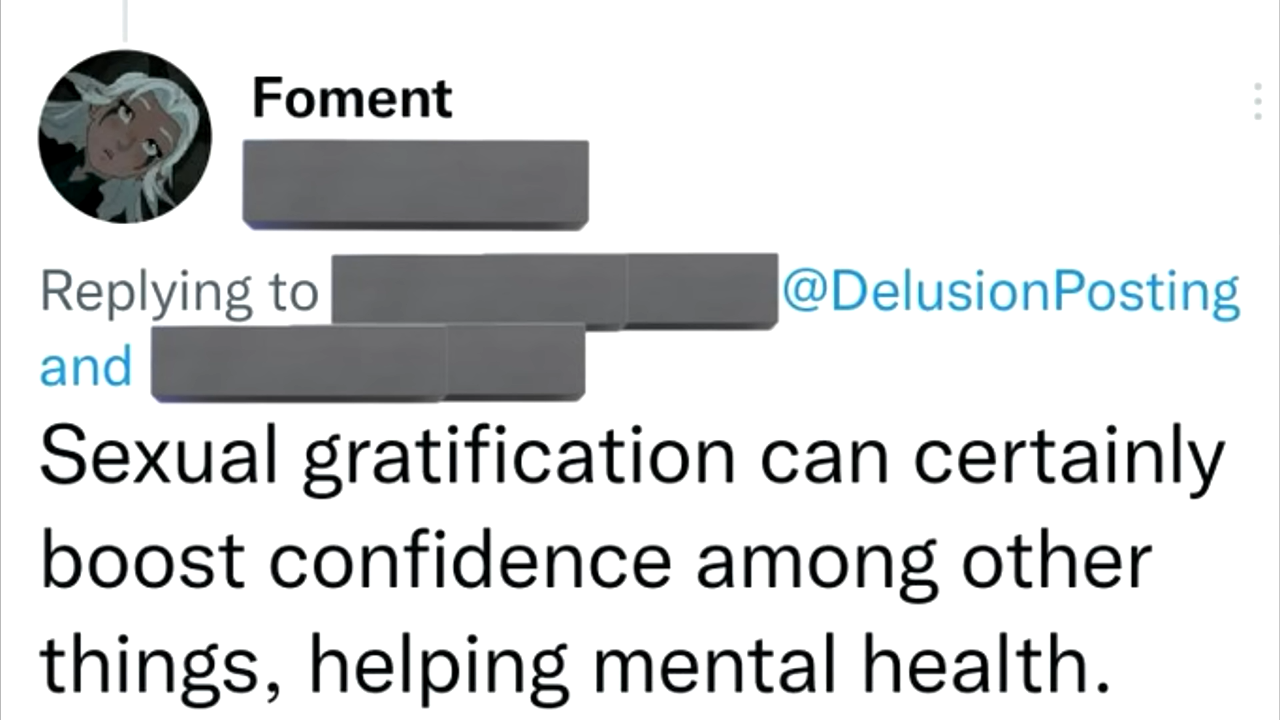 Foment
Replying to @DelusionPosting
and
Sexual gratification can certainly
boost confidence among other
things, helping mental health.